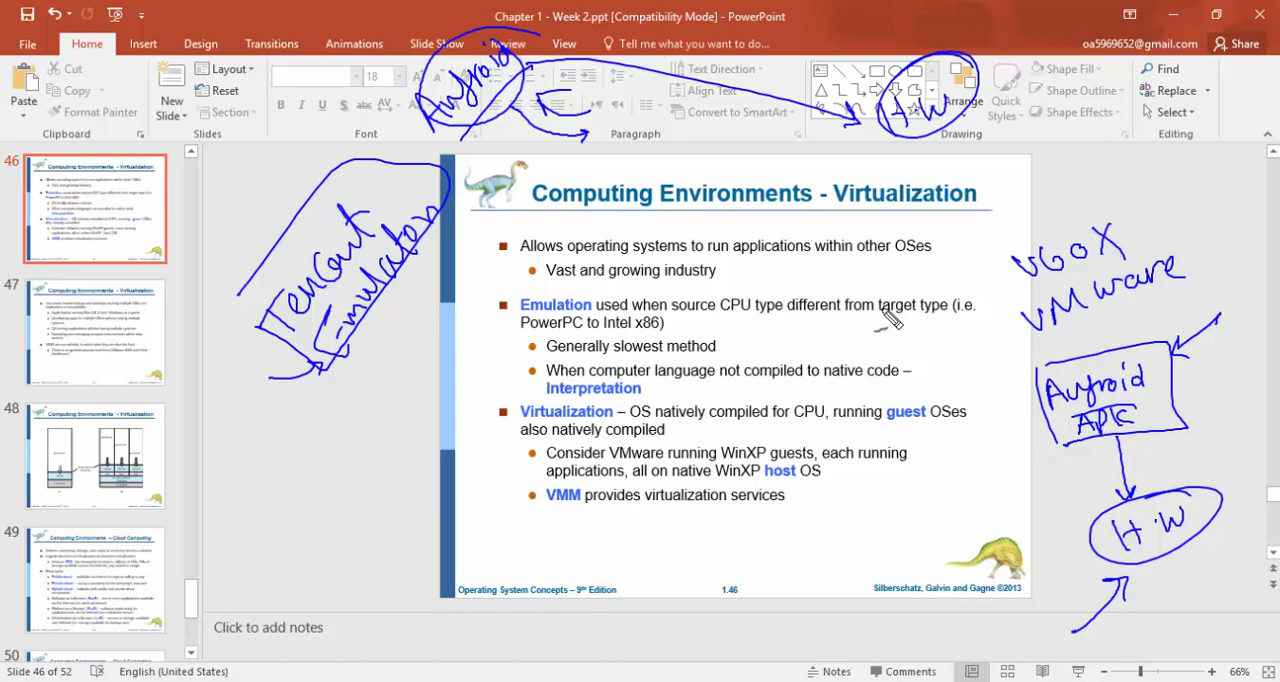 Chapter 1 - Week 2.ppt [Compatibility Mode] - PowerPoint
File Home Insert Design Transitions Animations Slide Show Review View Tell me what you want to do... oa5969652@gmail.com Share
Paste
Cut
Copy
Format Painter
Clipboard
New Slide
Layout
Reset
Section
Slides
18
B I U S abc AV
Font
Text Direction
Align Text
Convert to SmartArt
Paragraph
Arrange
Quick Styles
Shape Fill
Shape Outline
Shape Effects
Drawing
Find
Replace
Select
Editing
H.W
TenCent
Emulator
46
47
48
49
50
Computing Environments - Virtualization
Allows operating systems to run applications within other OSes
Vast and growing industry
Emulation used when source CPU type different from target type (i.e.
PowerPC to Intel x86)
Generally slowest method
When computer language not compiled to native code –
Interpretation
Virtualization – OS natively compiled for CPU, running guest OSes
also natively compiled
Consider VMware running WinXP guests, each running
applications, all on native WinXP host OS
VMM provides virtualization services
Operating System Concepts – 9th Edition 1.46 Silberschatz, Galvin and Gagne ©2013
VBOX
VMware
APK
H.W
Click to add notes
Slide 46 of 52 English (United States) Notes Comments 66%